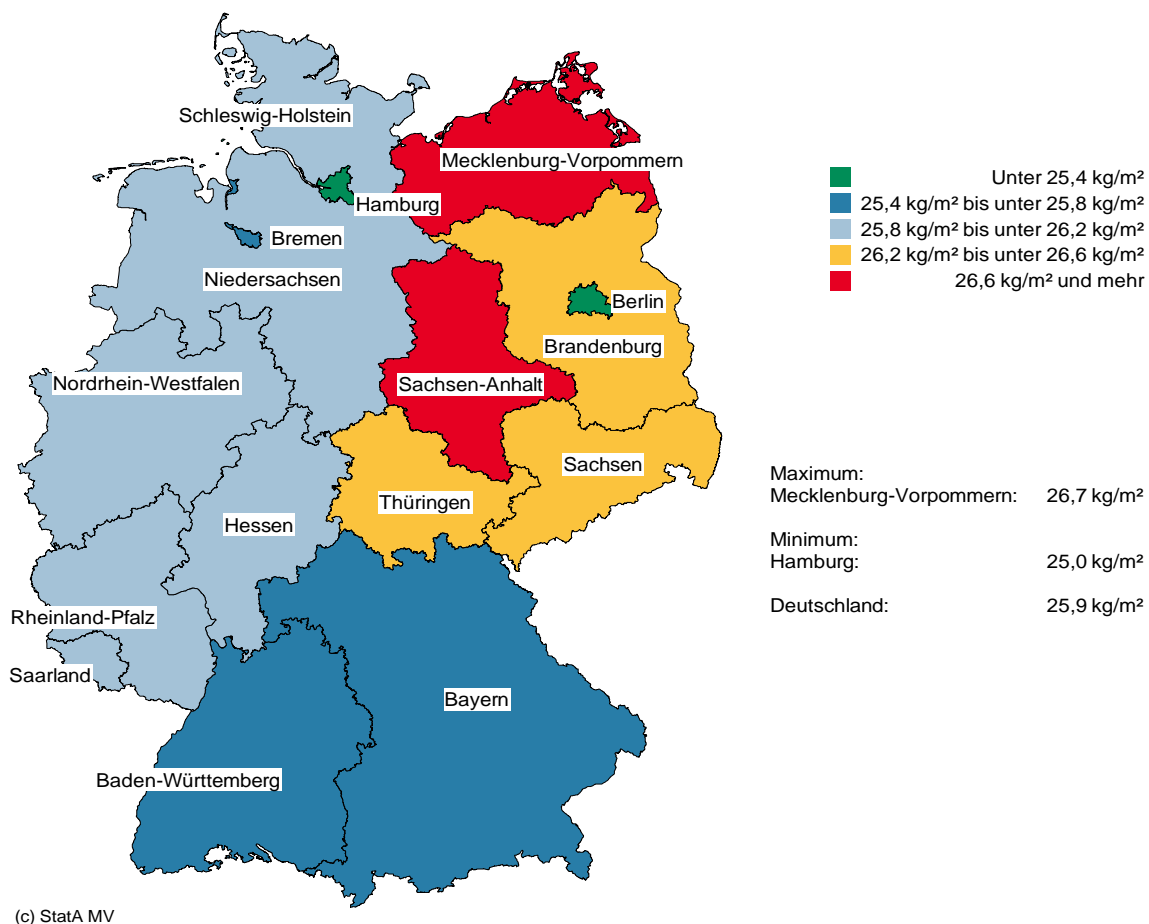 Schleswig-Holstein
Mecklenburg-Vorpommern
Hamburg
Bremen
Niedersachsen
Berlin
Brandenburg
Nordrhein-Westfalen
Sachsen-Anhalt
Sachsen
Thüringen
Hessen
Rheinland-Pfalz
Saarland
Bayern
Baden-Württemberg
Unter 25,4 kg/m²
25,4 kg/m² bis unter 25,8 kg/m²
25,8 kg/m² bis unter 26,2 kg/m²
26,2 kg/m² bis unter 26,6 kg/m²
26,6 kg/m² und mehr
Maximum:
Mecklenburg-Vorpommern: 26,7 kg/m²
Minimum:
Hamburg: 25,0 kg/m²
Deutschland: 25,9 kg/m²
(c) StatA MV